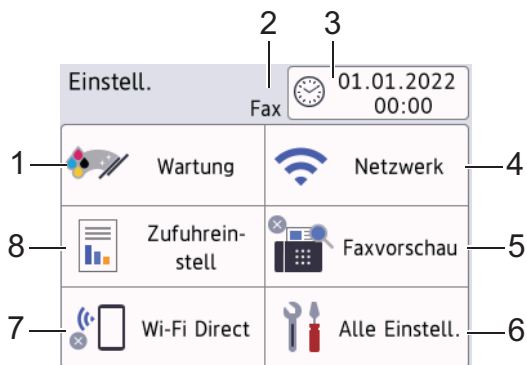 2 3
Einstell.
Fax
01.01.2022
00:00
1 Wartung
Netzwerk 4
8 Zufuhrein-
stell
Faxvorschau 5
7 Wi-Fi Direct
Alle Einstell. 6